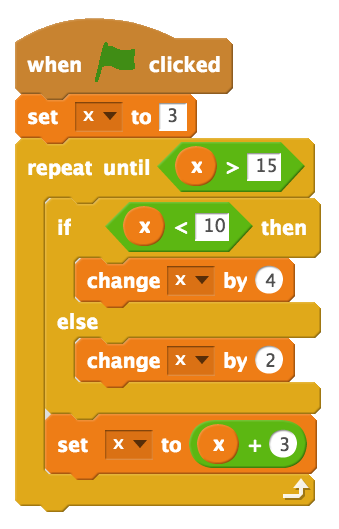 when clicked
set x to 3
repeat until x > 15
if x < 10 then
change x by 4
else
change x by 2
set x to x + 3